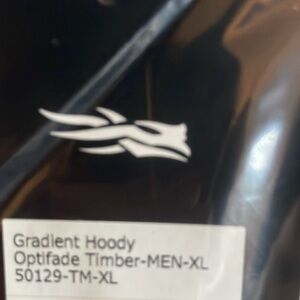 Gradient Hoody
Optifade Timber-MEN-XL
50129-TM-XL